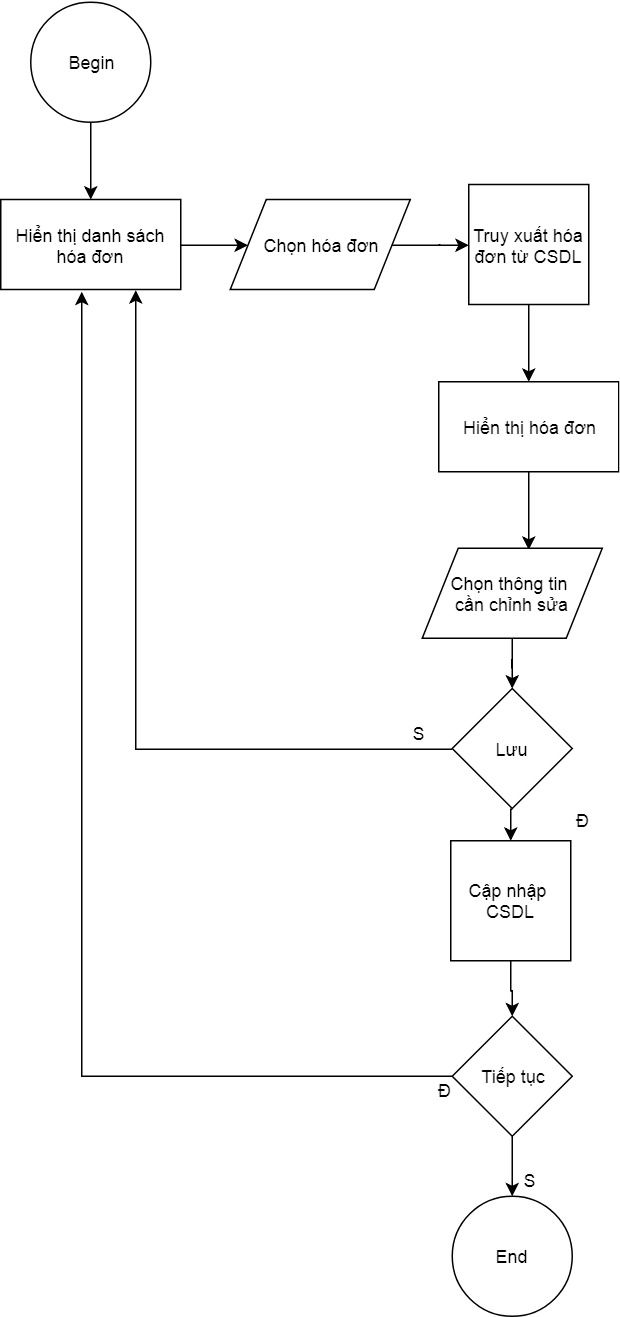 Begin
Hiển thị danh sách
hóa đơn
Chọn hóa đơn
Truy xuất hóa
đơn từ CSDL
Hiển thị hóa đơn
Chọn thông tin
cần chỉnh sửa
S
Lưu
Đ
Cập nhập
CSDL
Tiếp tục
Đ
S
End